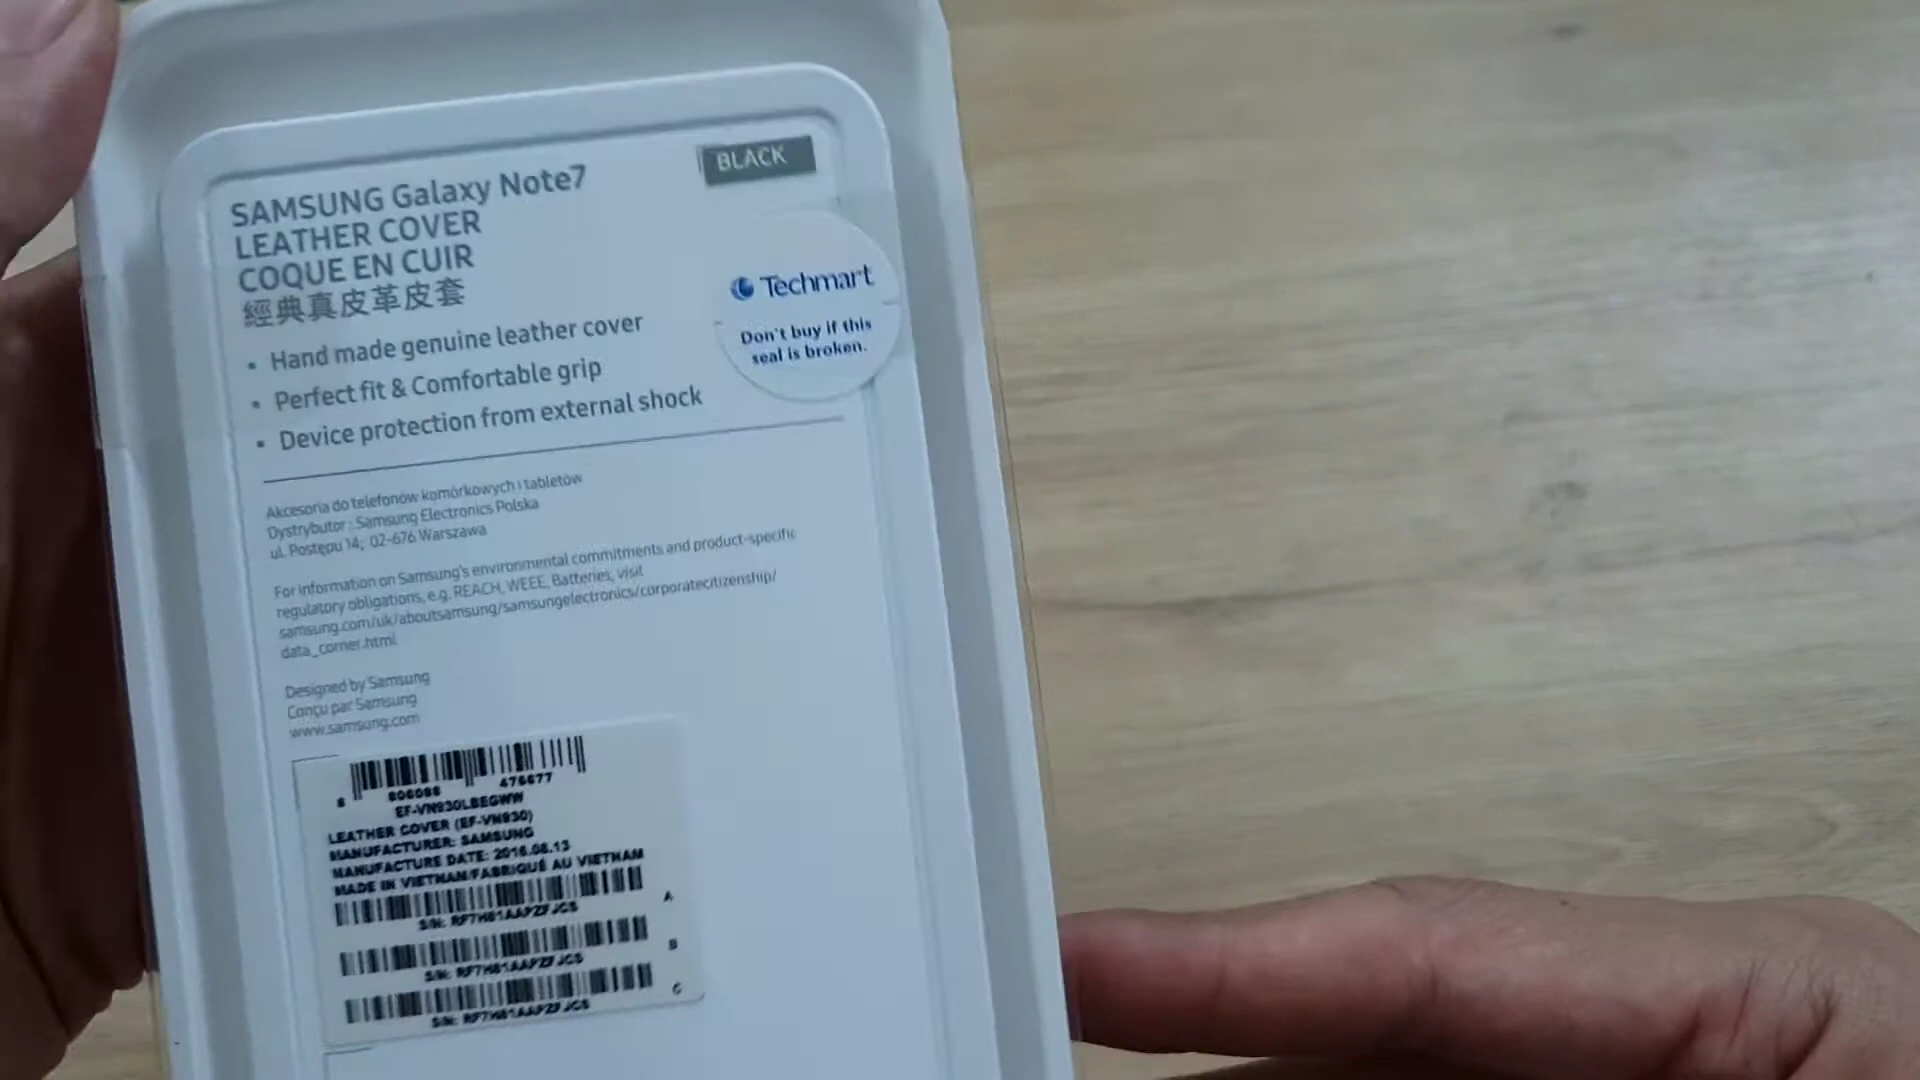 SAMSUNG Galaxy Note7
LEATHER COVER
COQUE EN CUIR
經典真皮革皮套
BLACK
Techmart
Don't buy if this
seal is broken.
• Hand made genuine leather cover
• Perfect fit & Comfortable grip
• Device protection from external shock
Akcesoria do telefonów komórkowych i tabletów
Dystrybutor : Samsung Electronics Polska
ul. Postępu 14; 02-676 Warszawa
For information on Samsung's environmental commitments and product-specific
regulatory obligations, e.g. REACH, WEEE, Batteries, visit
samsung.com/uk/aboutsamsung/samsungelectronics/corporatecitizenship/
data_corner.html
Designed by Samsung
Conçu par Samsung
www.samsung.com
8 806088 476677
EF-VN930LBEGWW
LEATHER COVER (EF-VN930)
MANUFACTURER: SAMSUNG
MANUFACTURE DATE: 2016.08.13
MADE IN VIETNAM/FABRIQUÉ AU VIETNAM
A
S/N:
B
S/N:
C
S/N: